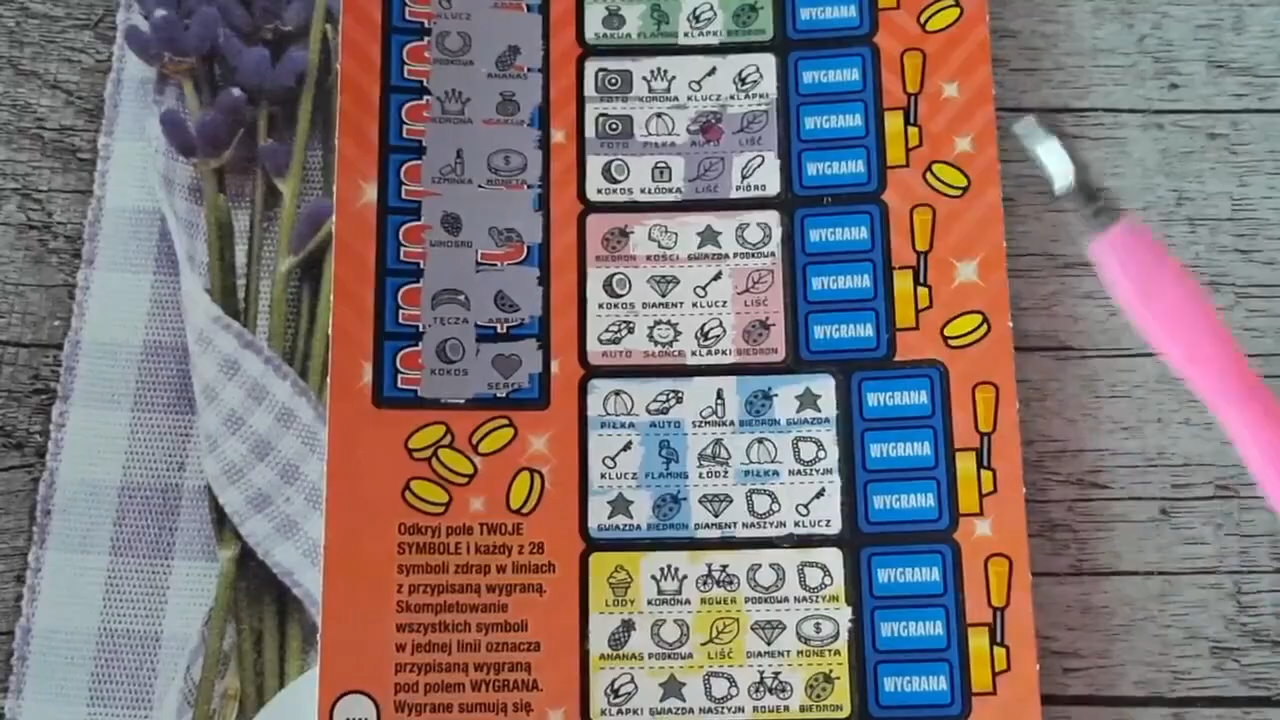 KLUCZ
PODKOWA ANANAS
KORONA SAKWA
SZMINKA MONETA
WINOGRO
TĘCZA ARBUZ
KOKOS SERCE
SAKWA FLAMING KLAPKI BIEDRON
WYGRANA
FOTO KORONA KLUCZ KLAPKI
WYGRANA
FOTO PIŁKA AUTO LIŚĆ
WYGRANA
KOKOS KŁÓDKA LIŚĆ PIÓRO
WYGRANA
BIEDRON KOŚCI GWIAZDA PODKOWA
WYGRANA
KOKOS DIAMENT KLUCZ LIŚĆ
WYGRANA
AUTO SŁOŃCE KLAPKI BIEDRON
WYGRANA
PIŁKA AUTO SZMINKA BIEDRON GWIAZDA
WYGRANA
KLUCZ FLAMING ŁÓDŹ PIŁKA NASZYJN
WYGRANA
GWIAZDA BIEDRON DIAMENT NASZYJN KLUCZ
WYGRANA
LODY KORONA ROWER PODKOWA NASZYJN
WYGRANA
ANANAS PODKOWA LIŚĆ DIAMENT MONETA
WYGRANA
KLAPKI GWIAZDA NASZYJN ROWER BIEDRON
WYGRANA
Odkryj pole TWOJE
SYMBOLE i każdy z 28
symboli zdrap w liniach
z przypisaną wygraną.
Skompletowanie
wszystkich symboli
w jednej linii oznacza
przypisaną wygraną
pod polem WYGRANA.
Wygrane sumują się.